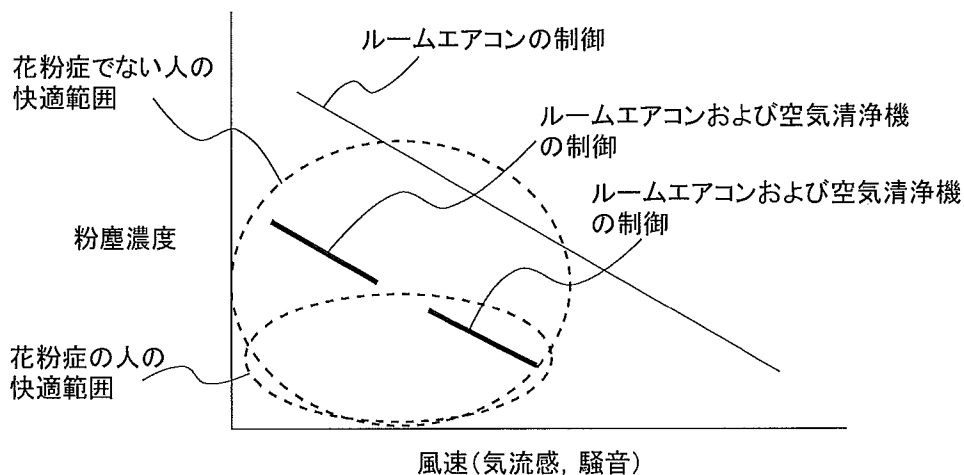 ルームエアコンの制御
花粉症でない人の
快適範囲
ルームエアコンおよび空気清浄機
の制御
ルームエアコンおよび空気清浄機
の制御
粉塵濃度
花粉症の人の
快適範囲
風速(気流感, 騒音)